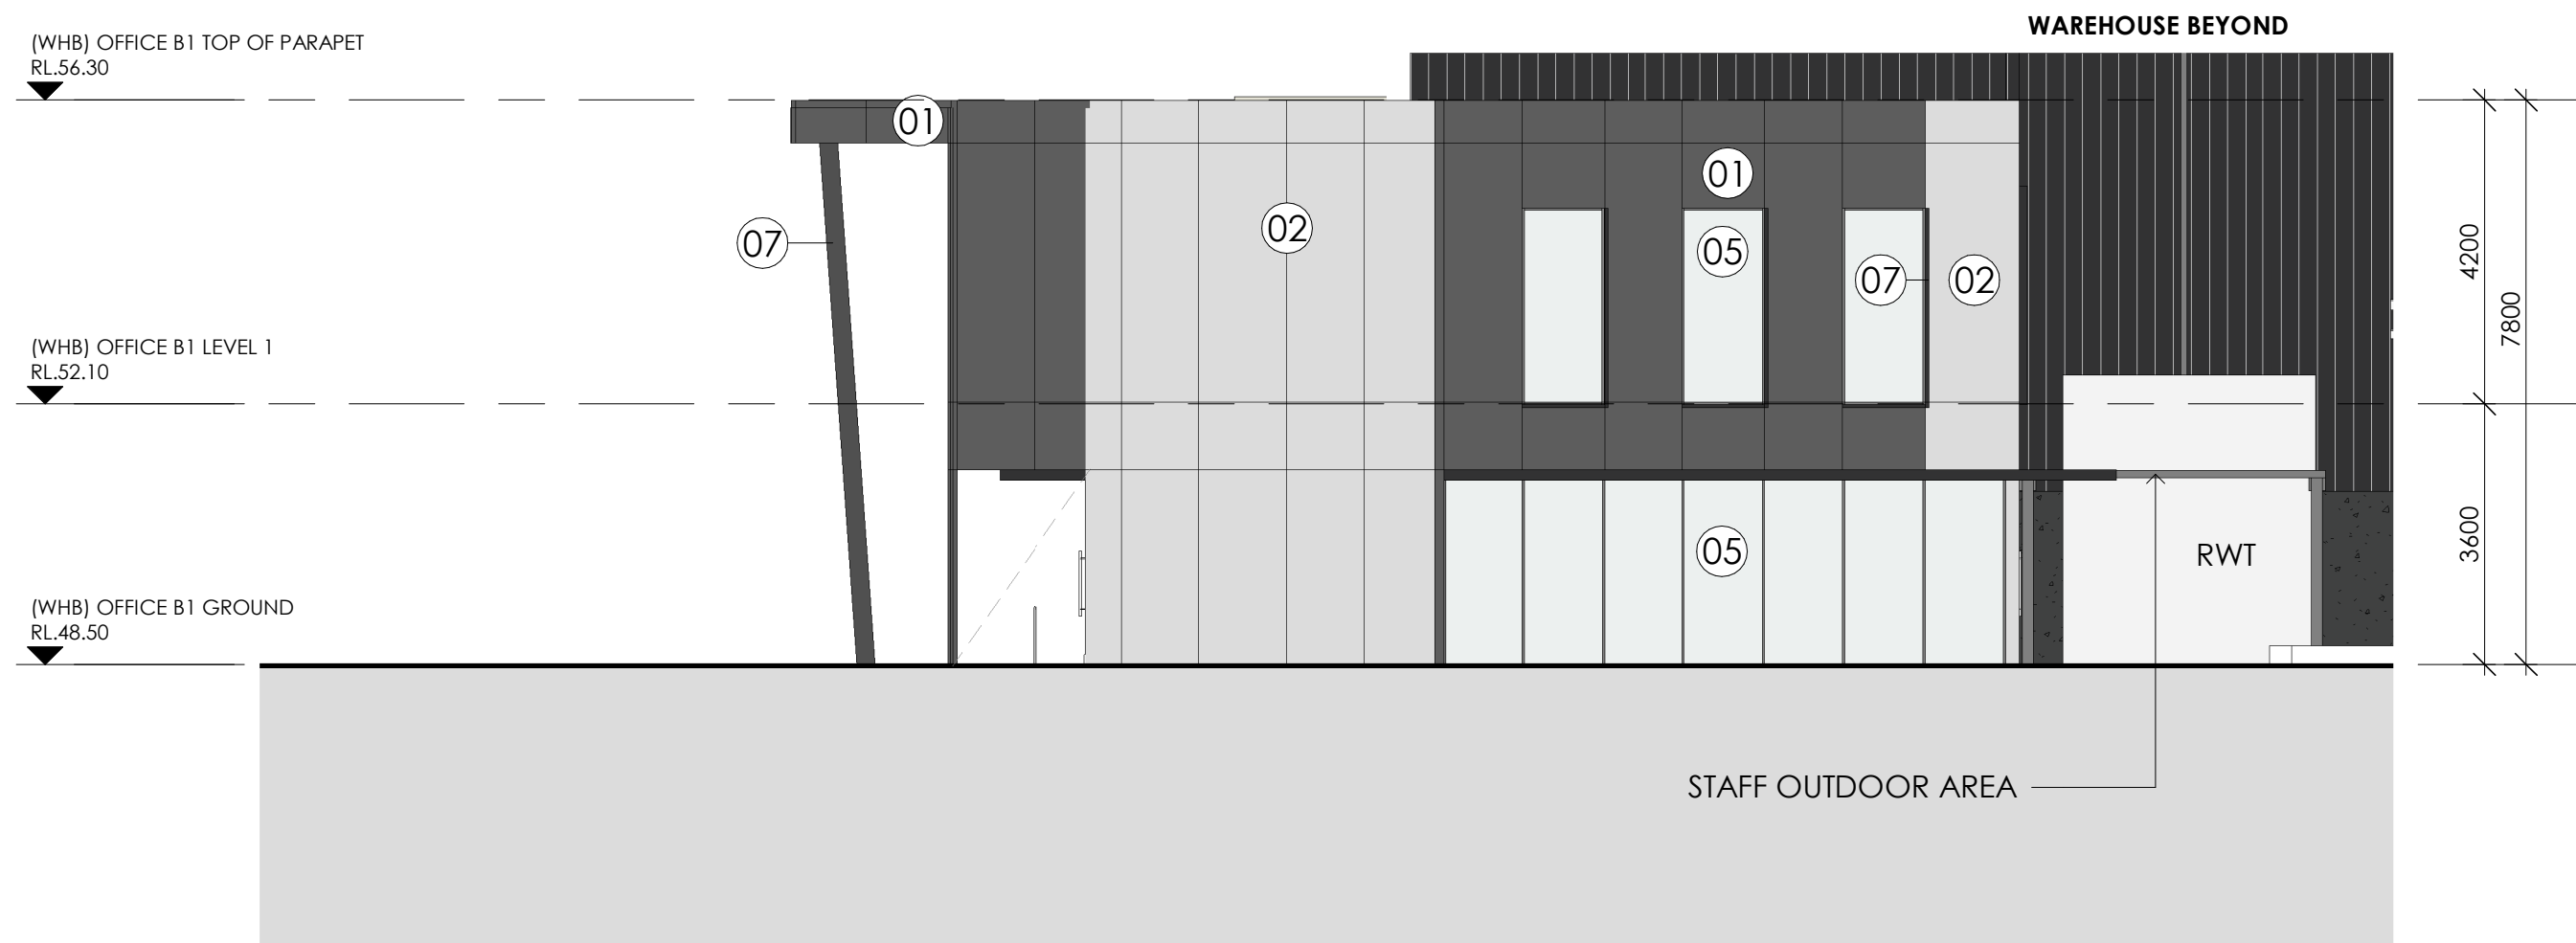 WAREHOUSE BEYOND
(WHB) OFFICE B1 TOP OF PARAPET
RL.56.30
01
01
02
07
05
07
02
4200
7800
(WHB) OFFICE B1 LEVEL 1
RL.52.10
05
RWT
3600
(WHB) OFFICE B1 GROUND
RL.48.50
STAFF OUTDOOR AREA